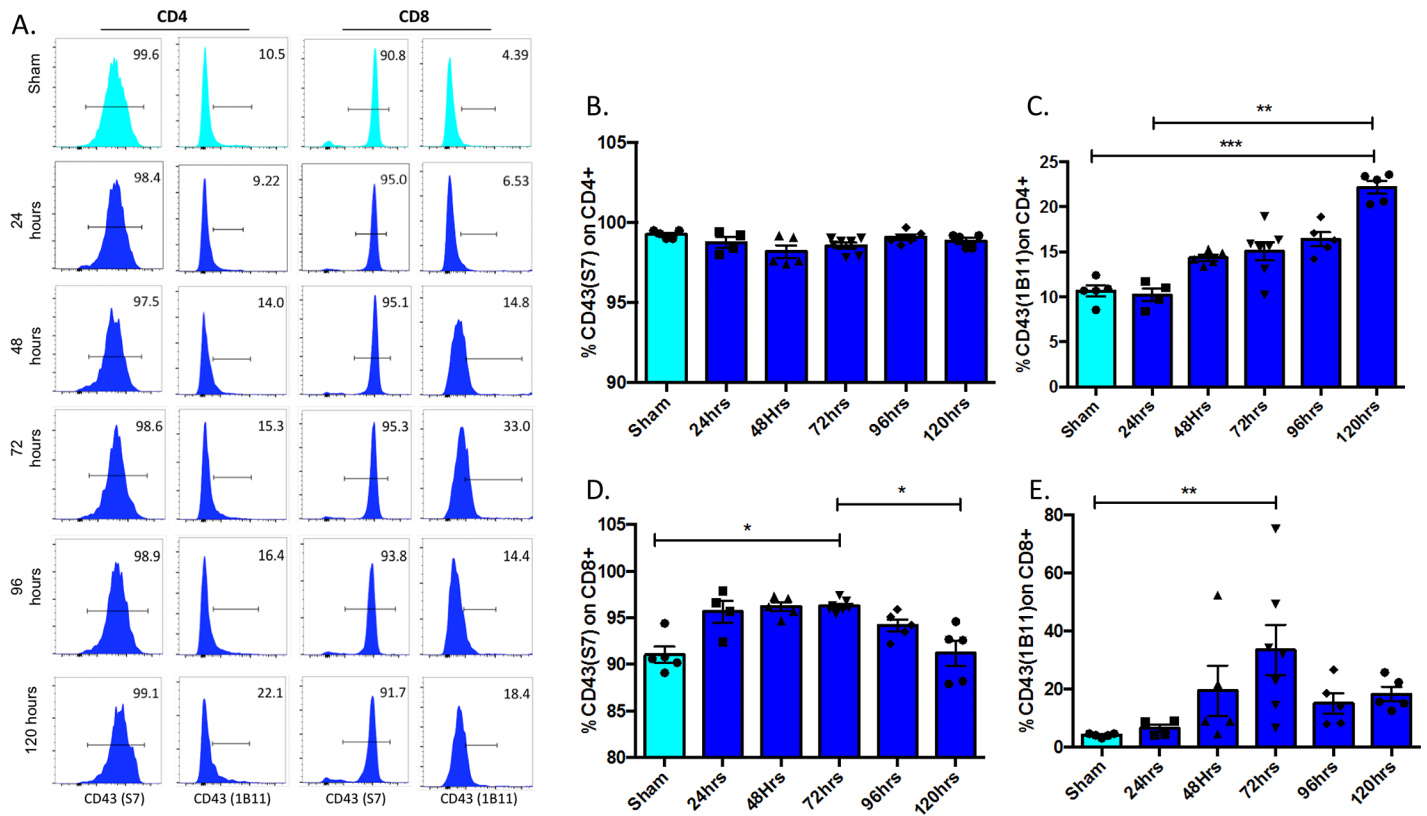 A.
CD4 CD8
Sham
99.6 10.5 90.8 4.39
24 hours
98.4 9.22 95.0 6.53
48 hours
97.5 14.0 95.1 14.8
72 hours
98.6 15.3 95.3 33.0
96 hours
98.9 16.4 93.8 14.4
120 hours
99.1 22.1 91.7 18.4
CD43 (S7) CD43 (1B11) CD43 (S7) CD43 (1B11)
B.
% CD43(S7) on CD4+
105
100
95
90
Sham 24hrs 48Hrs 72hrs 96hrs 120hrs
C.
**
***
% CD43(1B11)on CD4+
25
20
15
10
5
0
Sham 24hrs 48Hrs 72hrs 96hrs 120hrs
D.
*
*
% CD43(S7) on CD8+
105
100
95
90
85
80
Sham 24hrs 48Hrs 72hrs 96hrs 120hrs
E.
**
% CD43(1B11)on CD8+
80
60
40
20
0
Sham 24hrs 48Hrs 72hrs 96hrs 120hrs